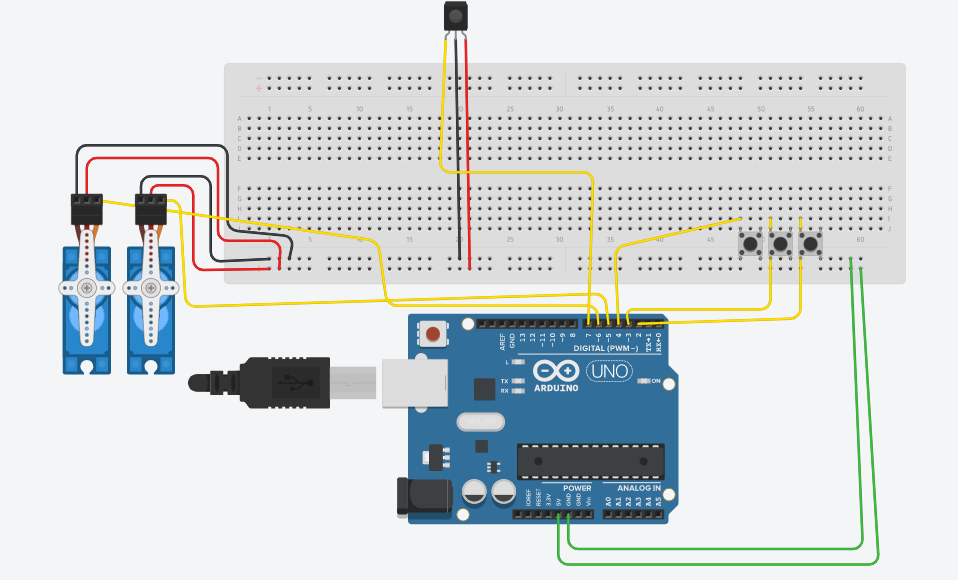 1 5 10 15 20 25 30 35 40 45 50 55 60
A A
B B
C C
D D
E E
F F
G G
H H
I I
J
5 10 15 20 25 30 35 40 45 60
AREF
GND
13
12
~11
~10
~9
8
7
~6
~5
4
~3
2
TX→1
RX←0
DIGITAL (PWM~)
L
TX
RX
UNO
ARDUINO
ON
POWER
ANALOG IN
IOREF
RESET
3.3V
5V
GND
GND
Vin
A0
A1
A2
A3
A4
A5